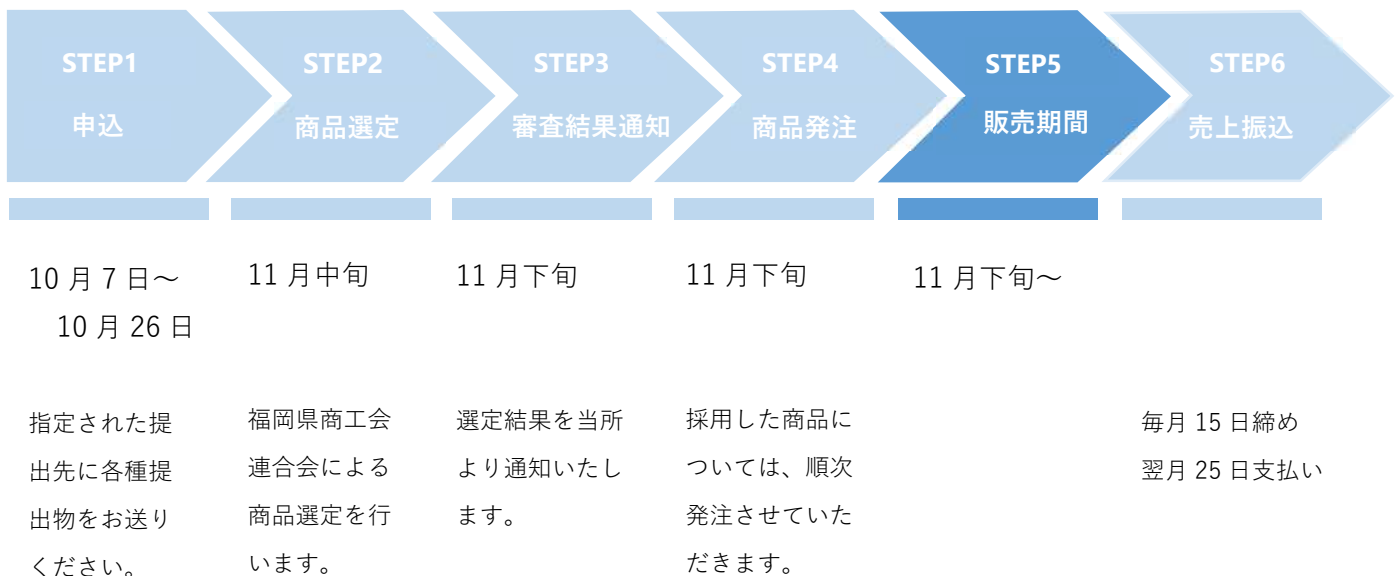 STEP1
申込
STEP2
商品選定
STEP3
審査結果通知
STEP4
商品発注
STEP5
販売期間
STEP6
売上振込
10 月 7 日～
10 月 26 日
11 月中旬
11 月下旬
11 月下旬
11 月下旬～
指定された提
出先に各種提
出物をお送り
ください。
福岡県商工会
連合会による
商品選定を行
います。
選定結果を当所
より通知いたし
ます。
採用した商品に
ついては、順次
発注させていた
だきます。
毎月 15 日締め
翌月 25 日支払い